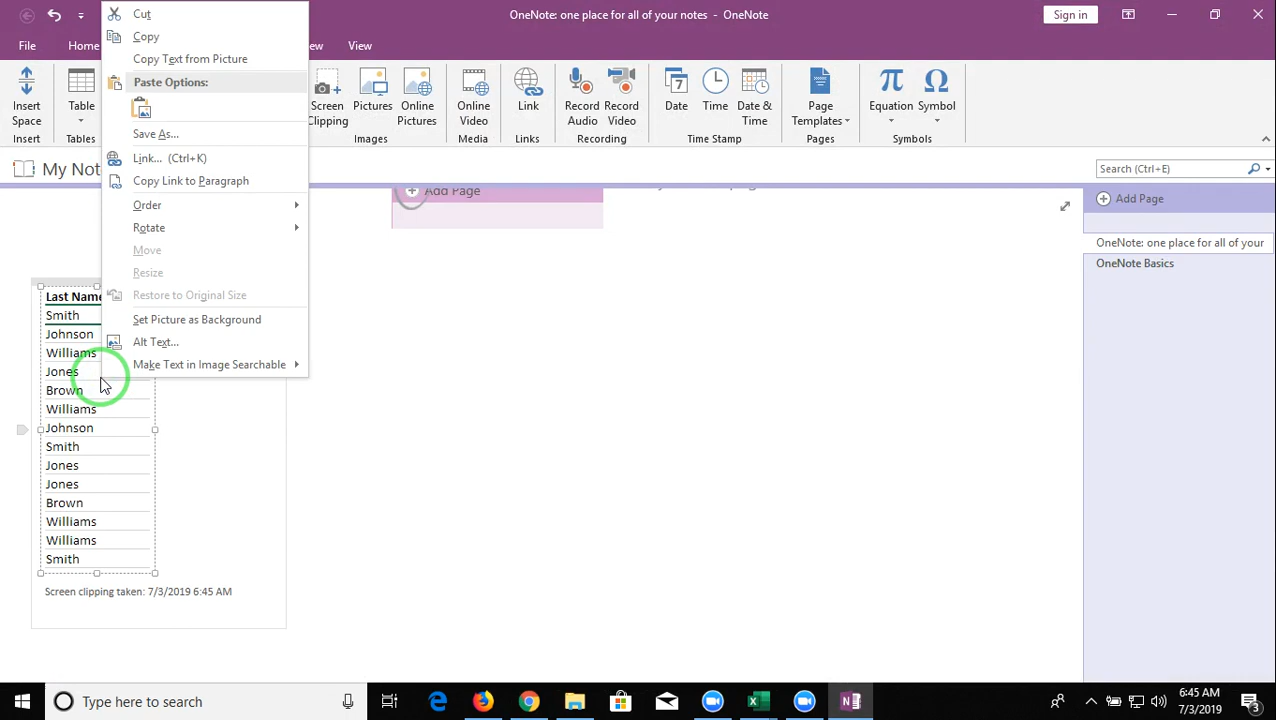 OneNote: one place for all of your notes - OneNote
Sign in
File
Home
View
Insert Space
Table
Screen Clipping
Pictures
Online Pictures
Online Video
Link
Record Audio
Record Video
Date
Time
Date & Time
Page Templates
Equation
Symbol
Insert
Tables
Images
Media
Links
Recording
Time Stamp
Pages
Symbols
Cut
Copy
Copy Text from Picture
Paste Options:
Save As...
Link... (Ctrl+K)
Copy Link to Paragraph
Order
Rotate
Move
Resize
Restore to Original Size
Set Picture as Background
Alt Text...
Make Text in Image Searchable
My Not
Search (Ctrl+E)
Add Page
Add Page
OneNote: one place for all of your
OneNote Basics
Last Name
Smith
Johnson
Williams
Jones
Brown
Williams
Johnson
Smith
Jones
Jones
Brown
Williams
Williams
Smith
Screen clipping taken: 7/3/2019 6:45 AM
Type here to search
6:45 AM
7/3/2019
3